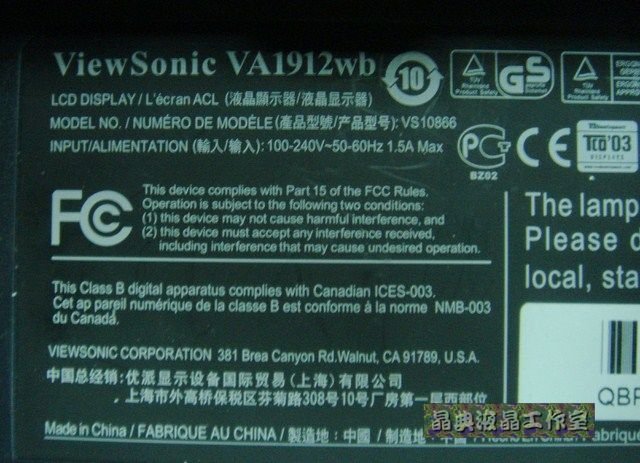 ViewSonic VA1912wb
10
LCD DISPLAY / L'écran ACL (液晶顯示器/液晶显示器)
MODEL NO. / NUMÉRO DE MODÈLE(產品型號/产品型号): VS10866
INPUT/ALIMENTATION (輸入/输入): 100-240V~50-60Hz 1.5A Max
TÜV
GS
TÜV
BZ02
CE
TCO'03
DISPLAYS
FC
This device complies with Part 15 of the FCC Rules.
Operation is subject to the following two conditions:
(1) this device may not cause harmful interference, and
(2) this device must accept any interference received,
including interference that may cause undesired operation.
The lamp
Please d
local, sta
This Class B digital apparatus complies with Canadian ICES-003.
Cet ap pareil numérique de la classe B est conforme á la norme NMB-003
du Canada.
VIEWSONIC CORPORATION 381 Brea Canyon Rd.Walnut, CA 91789, U.S.A.
中国总经销: 优派显示设备国际贸易 (上海) 有限公司
上海市外高桥保税区芬菊路308号10号厂房第一层西部位
QBF
Made in China / FABRIQUE AU CHINA / 製造地: 中國 / 制造地: 中
晶典液晶工作室